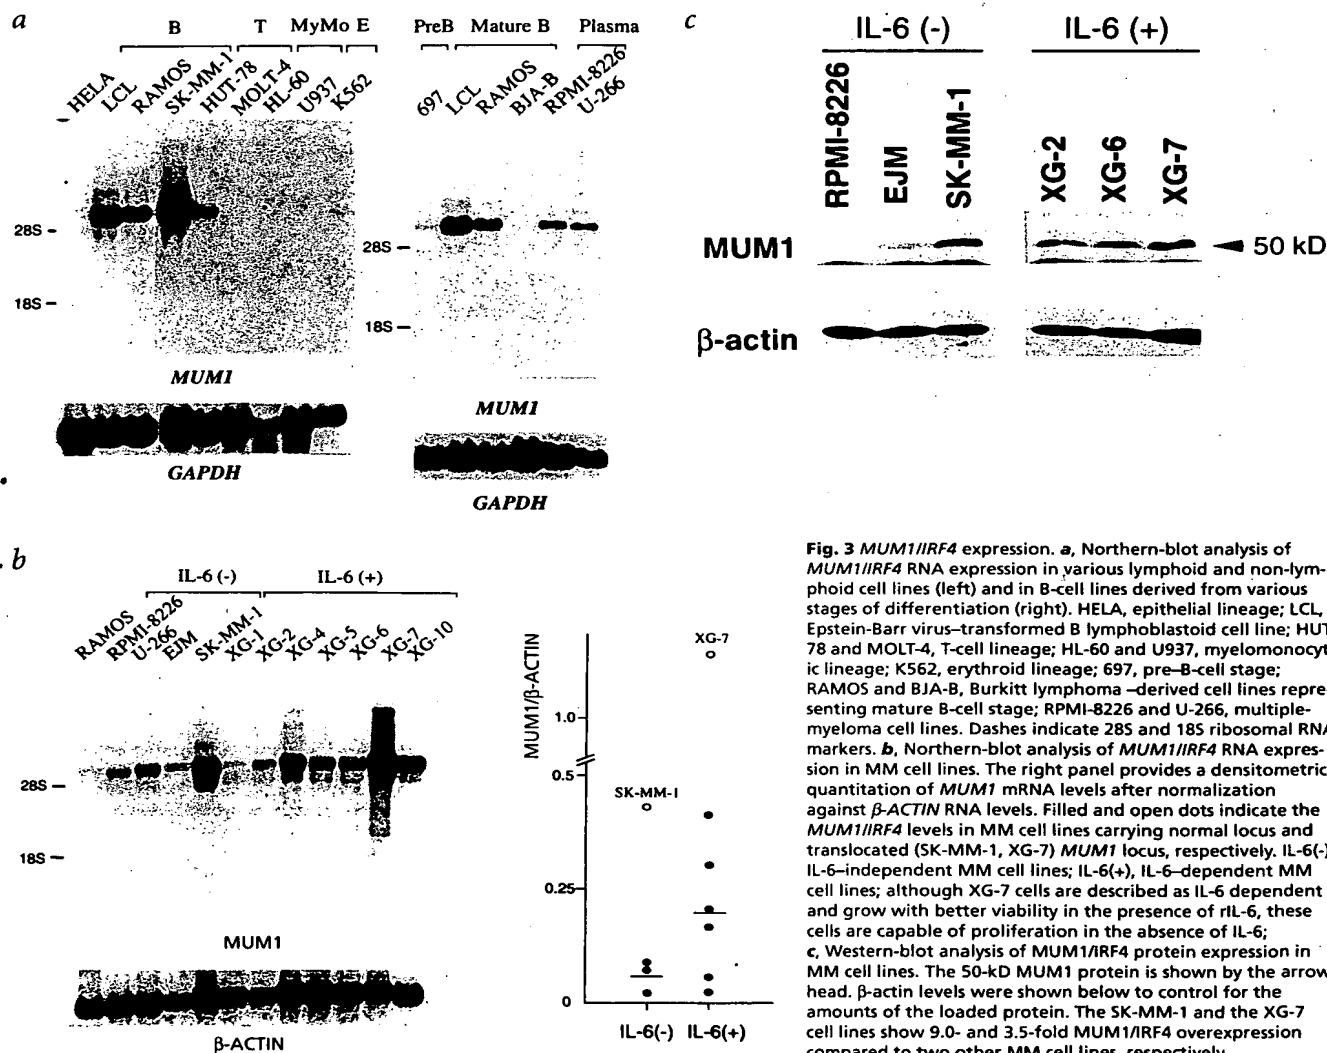 a
B T MyMo E
HELA LCL RAMOS SK-MM-1 HUT-78 MOLT-4 HL-60 U937 K562
28S
18S
MUM1
GAPDH
PreB Mature B Plasma
697 LCL RAMOS BJA-B RPMI-8226 U-266
28S
18S
MUM1
GAPDH
c
IL-6 (-) IL-6 (+)
RPMI-8226 EJM SK-MM-1 XG-2 XG-6 XG-7
MUM1 50 kD
β-actin
b
IL-6 (-) IL-6 (+)
RAMOS RPMI-8226 U-266 EJM SK-MM-1 XG-1 XG-2 XG-4 XG-5 XG-6 XG-7 XG-10
28S
18S
MUM1
β-ACTIN
MUM1/β-ACTIN
XG-7
1.0
0.5
SK-MM-1
0.25
0
IL-6(-) IL-6(+)
Fig. 3 MUM1/IRF4 expression. a, Northern-blot analysis of
MUM1/IRF4 RNA expression in various lymphoid and non-lym-
phoid cell lines (left) and in B-cell lines derived from various
stages of differentiation (right). HELA, epithelial lineage; LCL,
Epstein-Barr virus–transformed B lymphoblastoid cell line; HUT
78 and MOLT-4, T-cell lineage; HL-60 and U937, myelomonocyt
ic lineage; K562, erythroid lineage; 697, pre–B-cell stage;
RAMOS and BJA-B, Burkitt lymphoma –derived cell lines repre
senting mature B-cell stage; RPMI-8226 and U-266, multiple-
myeloma cell lines. Dashes indicate 28S and 18S ribosomal RNA
markers. b, Northern-blot analysis of MUM1/IRF4 RNA expres-
sion in MM cell lines. The right panel provides a densitometric
quantitation of MUM1 mRNA levels after normalization
against β-ACTIN RNA levels. Filled and open dots indicate the
MUM1/IRF4 levels in MM cell lines carrying normal locus and
translocated (SK-MM-1, XG-7) MUM1 locus, respectively. IL-6(-)
IL-6–independent MM cell lines; IL-6(+), IL-6–dependent MM
cell lines; although XG-7 cells are described as IL-6 dependent
and grow with better viability in the presence of rIL-6, these
cells are capable of proliferation in the absence of IL-6;
c, Western-blot analysis of MUM1/IRF4 protein expression in
MM cell lines. The 50-kD MUM1 protein is shown by the arrow
head. β-actin levels were shown below to control for the
amounts of the loaded protein. The SK-MM-1 and the XG-7
cell lines show 9.0- and 3.5-fold MUM1/IRF4 overexpression
compared to two other MM cell lines, respectively